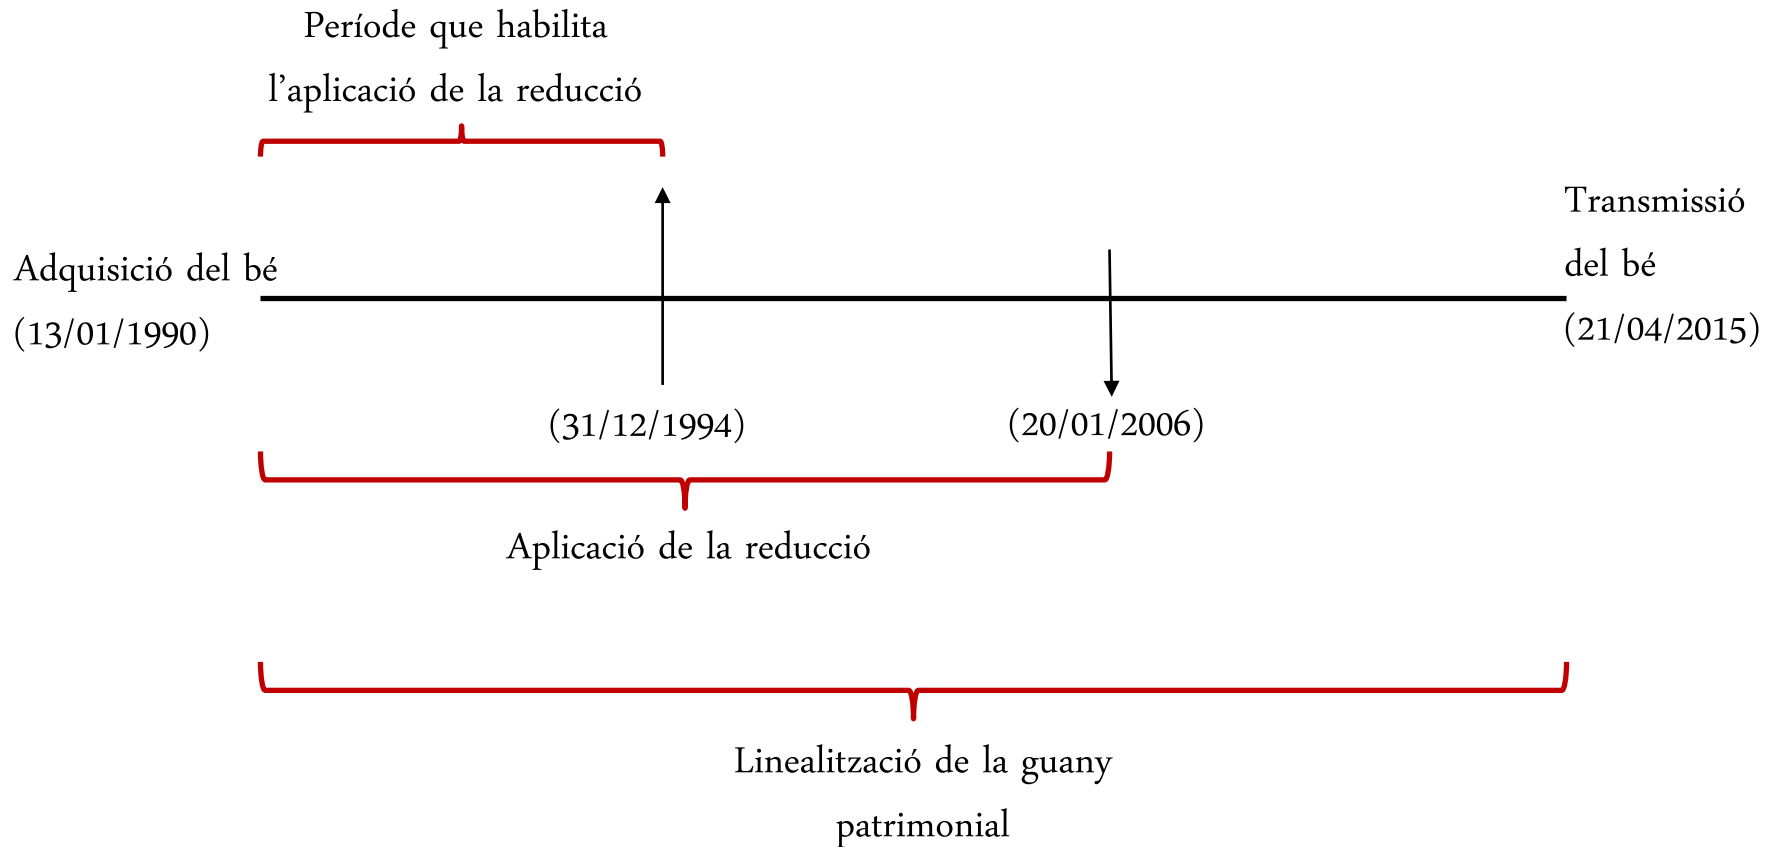 Període que habilita
l’aplicació de la reducció
Transmissió
del bé
(21/04/2015)
Adquisició del bé
(13/01/1990)
(31/12/1994)
(20/01/2006)
Aplicació de la reducció
Linealització de la guany
patrimonial